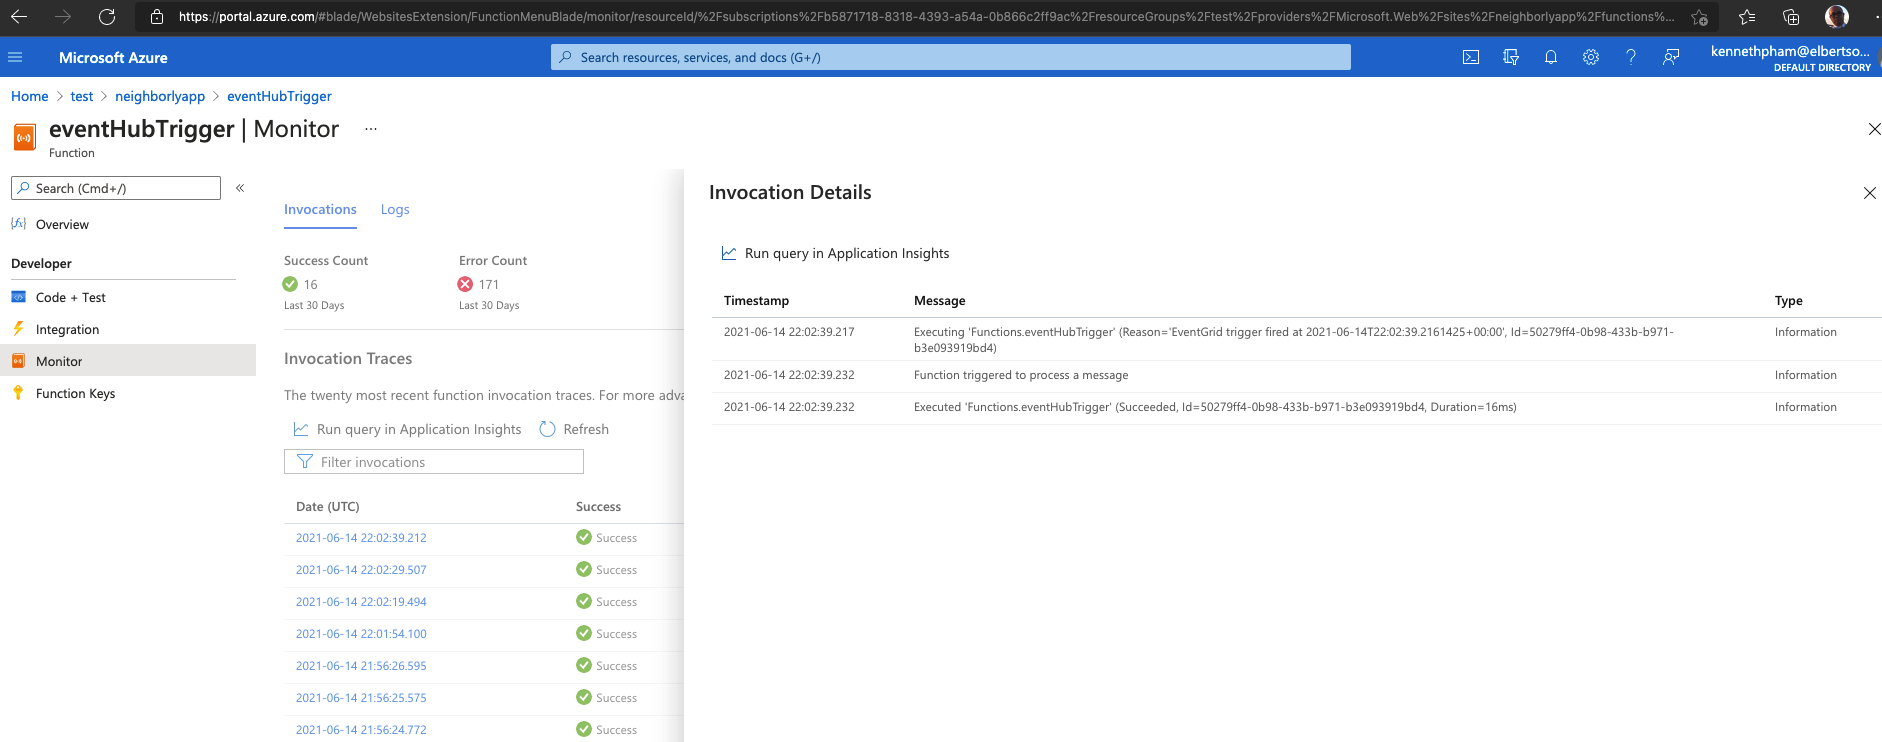 https://portal.azure.com/#blade/WebsitesExtension/FunctionMenuBlade/monitor/resourceId/%2Fsubscriptions%2Fb5871718-8318-4393-a54a-0b866c2ff9ac%2FresourceGroups%2Ftest%2Fproviders%2FMicrosoft.Web%2Fsites%2Fneighborlyapp%2Ffunctions%...
Microsoft Azure
Search resources, services, and docs (G+/)
kennethpham@elbertso...
DEFAULT DIRECTORY
Home > test > neighborlyapp > eventHubTrigger
eventHubTrigger | Monitor ...
Function
Search (Cmd+/)
«
Overview
Developer
Code + Test
Integration
Monitor
Function Keys
Invocations Logs
Success Count Error Count
16 171
Last 30 Days Last 30 Days
Invocation Traces
The twenty most recent function invocation traces. For more adva
Run query in Application Insights Refresh
Filter invocations
Date (UTC) Success
2021-06-14 22:02:39.212 Success
2021-06-14 22:02:29.507 Success
2021-06-14 22:02:19.494 Success
2021-06-14 22:01:54.100 Success
2021-06-14 21:56:26.595 Success
2021-06-14 21:56:25.575 Success
2021-06-14 21:56:24.772 Success
Invocation Details
Run query in Application Insights
Timestamp Message Type
2021-06-14 22:02:39.217 Executing 'Functions.eventHubTrigger' (Reason='EventGrid trigger fired at 2021-06-14T22:02:39.2161425+00:00', Id=50279ff4-0b98-433b-b971- Information
b3e093919bd4)
2021-06-14 22:02:39.232 Function triggered to process a message Information
2021-06-14 22:02:39.232 Executed 'Functions.eventHubTrigger' (Succeeded, Id=50279ff4-0b98-433b-b971-b3e093919bd4, Duration=16ms) Information